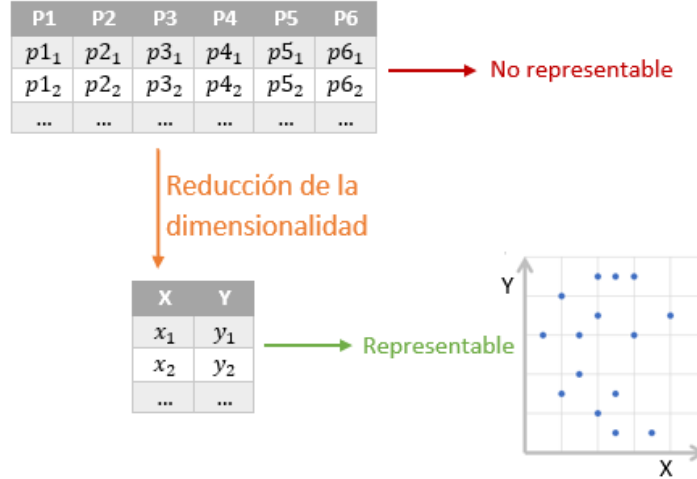 P1 P2 P3 P4 P5 P6
p1₁ p2₁ p3₁ p4₁ p5₁ p6₁
p1₂ p2₂ p3₂ p4₂ p5₂ p6₂
... ... ... ... ... ...
No representable
Reducción de la
dimensionalidad
X Y
x₁ y₁
x₂ y₂
... ...
Representable
Y
X